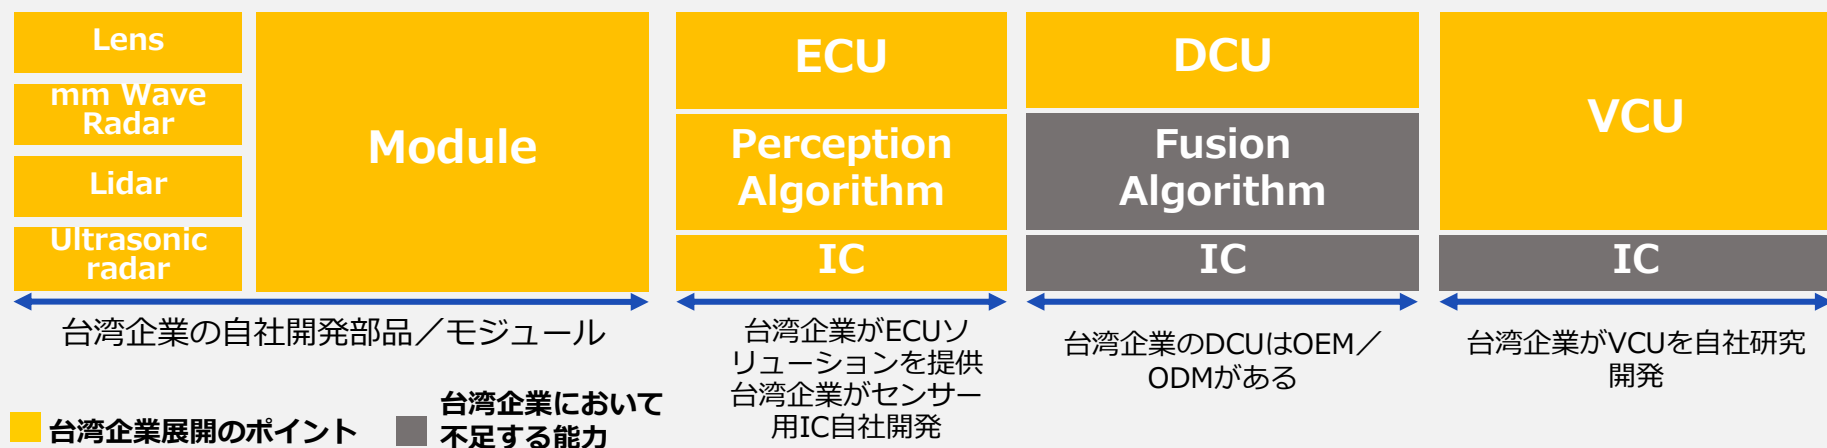 Lens
mm Wave
Radar
Lidar
Ultrasonic
radar
Module
ECU
Perception
Algorithm
IC
DCU
Fusion
Algorithm
IC
VCU
IC
台湾企業の自社開発部品／モジュール
台湾企業がECUソ
リューションを提供
台湾企業がセンサー
用IC自社開発
台湾企業のDCUはOEM／
ODMがある
台湾企業がVCUを自社研究
開発
台湾企業展開のポイント
台湾企業において
不足する能力